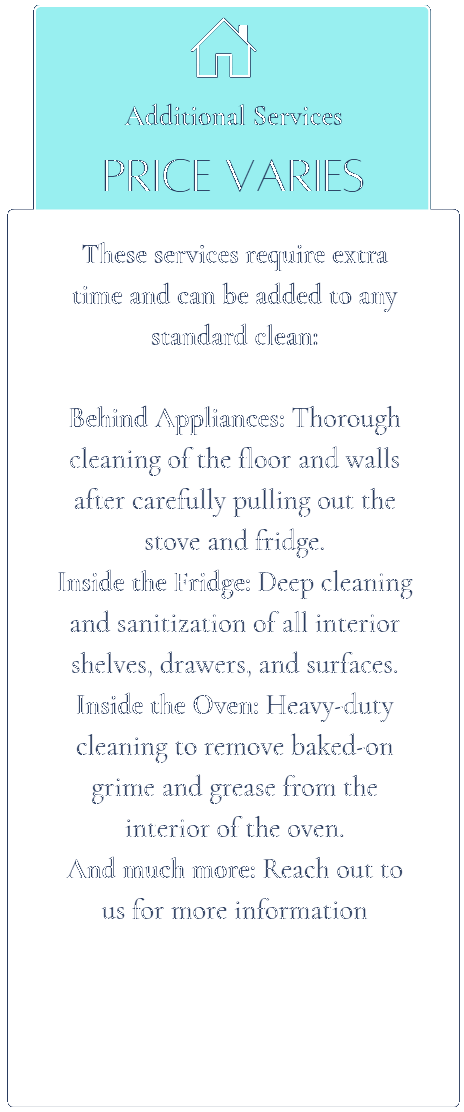 Additional Services
PRICE VARIES
These services require extra
time and can be added to any
standard clean:
Behind Appliances: Thorough
cleaning of the floor and walls
after carefully pulling out the
stove and fridge.
Inside the Fridge: Deep cleaning
and sanitization of all interior
shelves, drawers, and surfaces.
Inside the Oven: Heavy-duty
cleaning to remove baked-on
grime and grease from the
interior of the oven.
And much more: Reach out to
us for more information